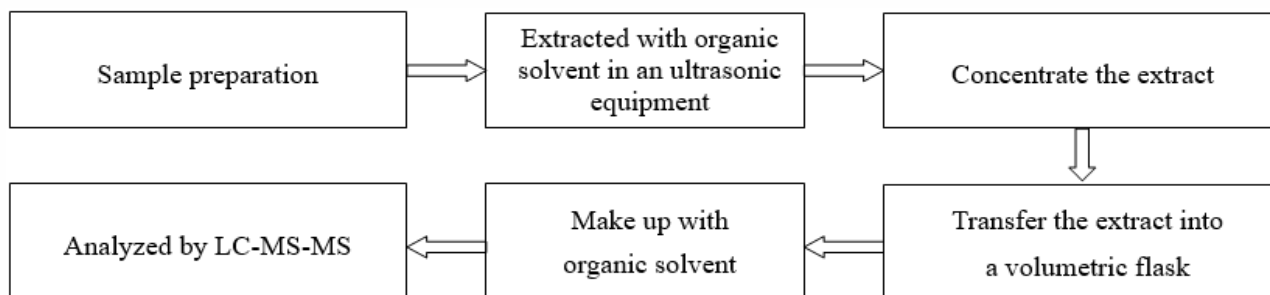 Sample preparation
Extracted with organic
solvent in an ultrasonic
equipment
Concentrate the extract
Transfer the extract into
a volumetric flask
Make up with
organic solvent
Analyzed by LC-MS-MS